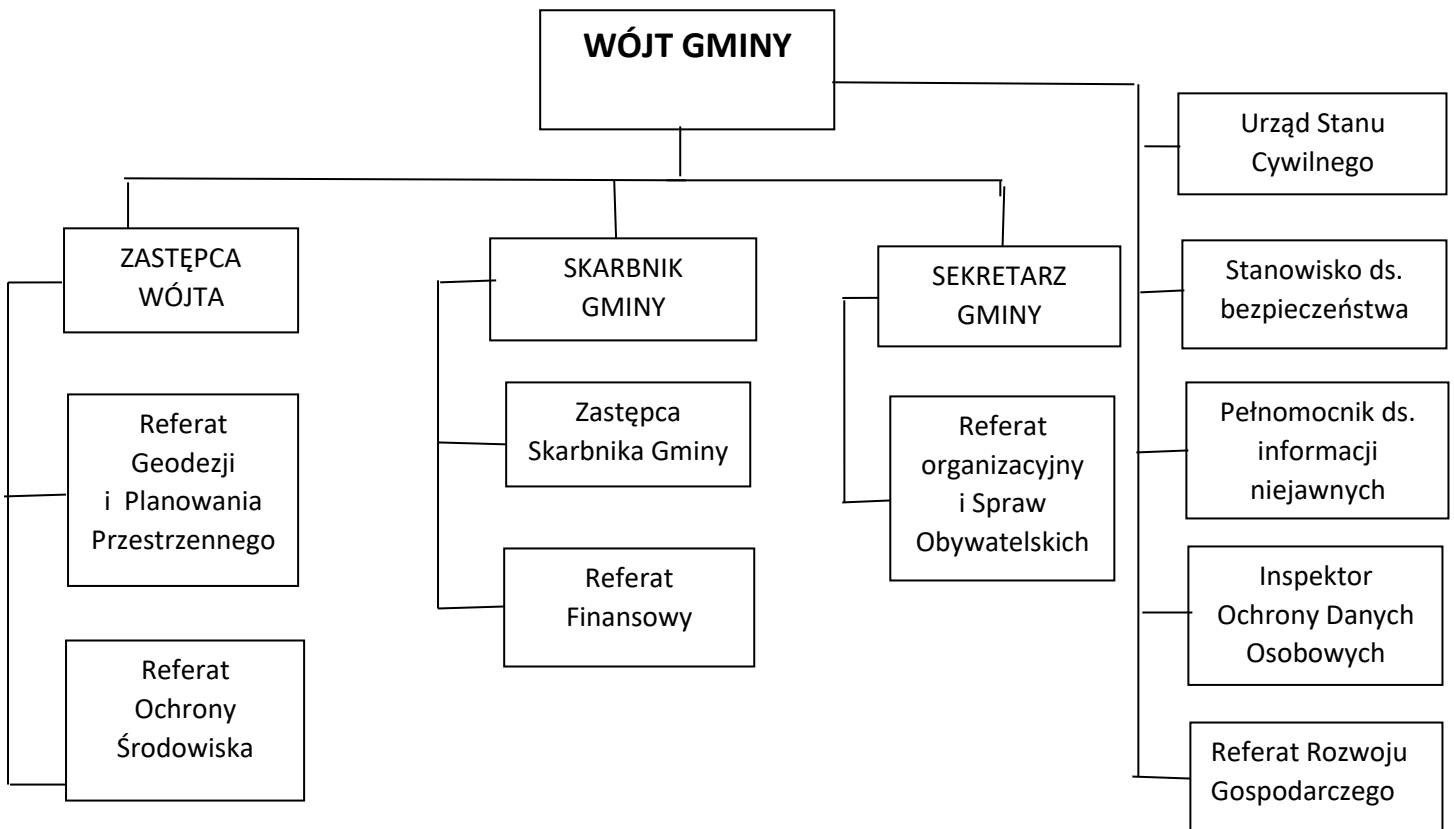 WÓJT GMINY
ZASTĘPCA
WÓJTA
Referat
Geodezji
i Planowania
Przestrzennego
Referat
Ochrony
Środowiska
SKARBNIK
GMINY
Zastępca
Skarbnika Gminy
Referat
Finansowy
SEKRETARZ
GMINY
Referat
organizacyjny
i Spraw
Obywatelskich
Urząd Stanu
Cywilnego
Stanowisko ds.
bezpieczeństwa
Pełnomocnik ds.
informacji
niejawnych
Inspektor
Ochrony Danych
Osobowych
Referat Rozwoju
Gospodarczego